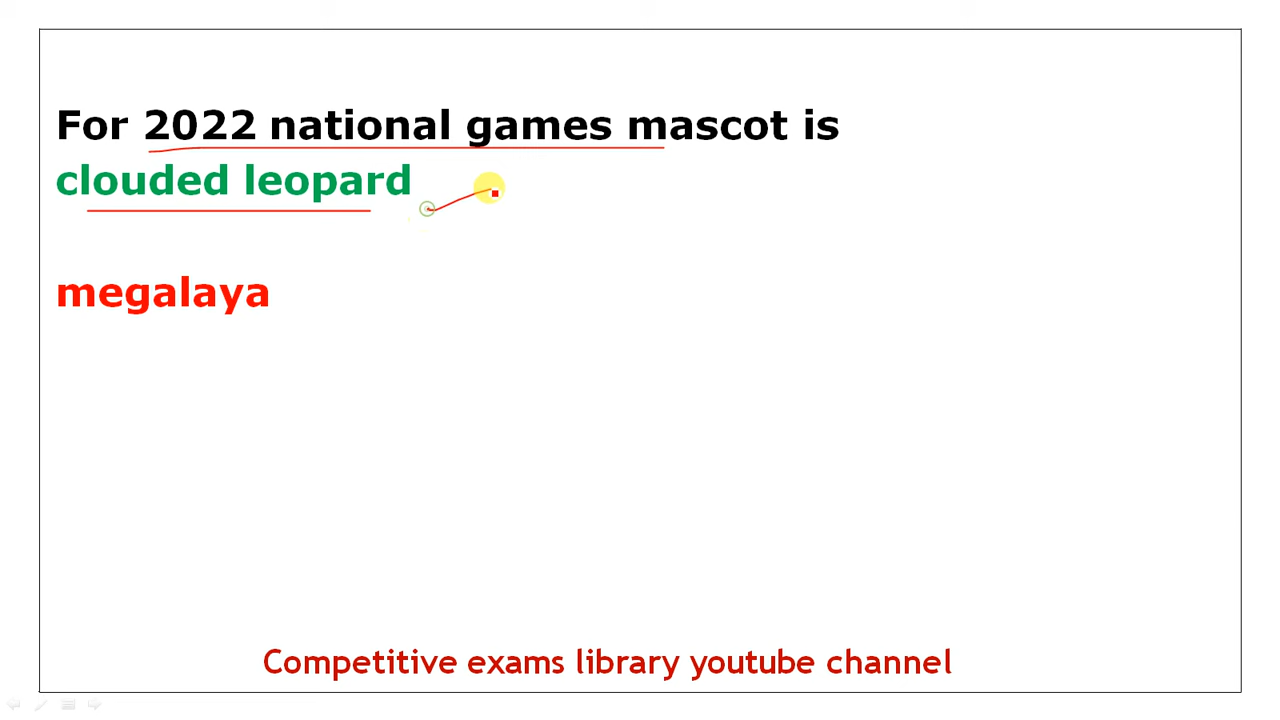 For 2022 national games mascot is
clouded leopard
megalaya
Competitive exams library youtube channel